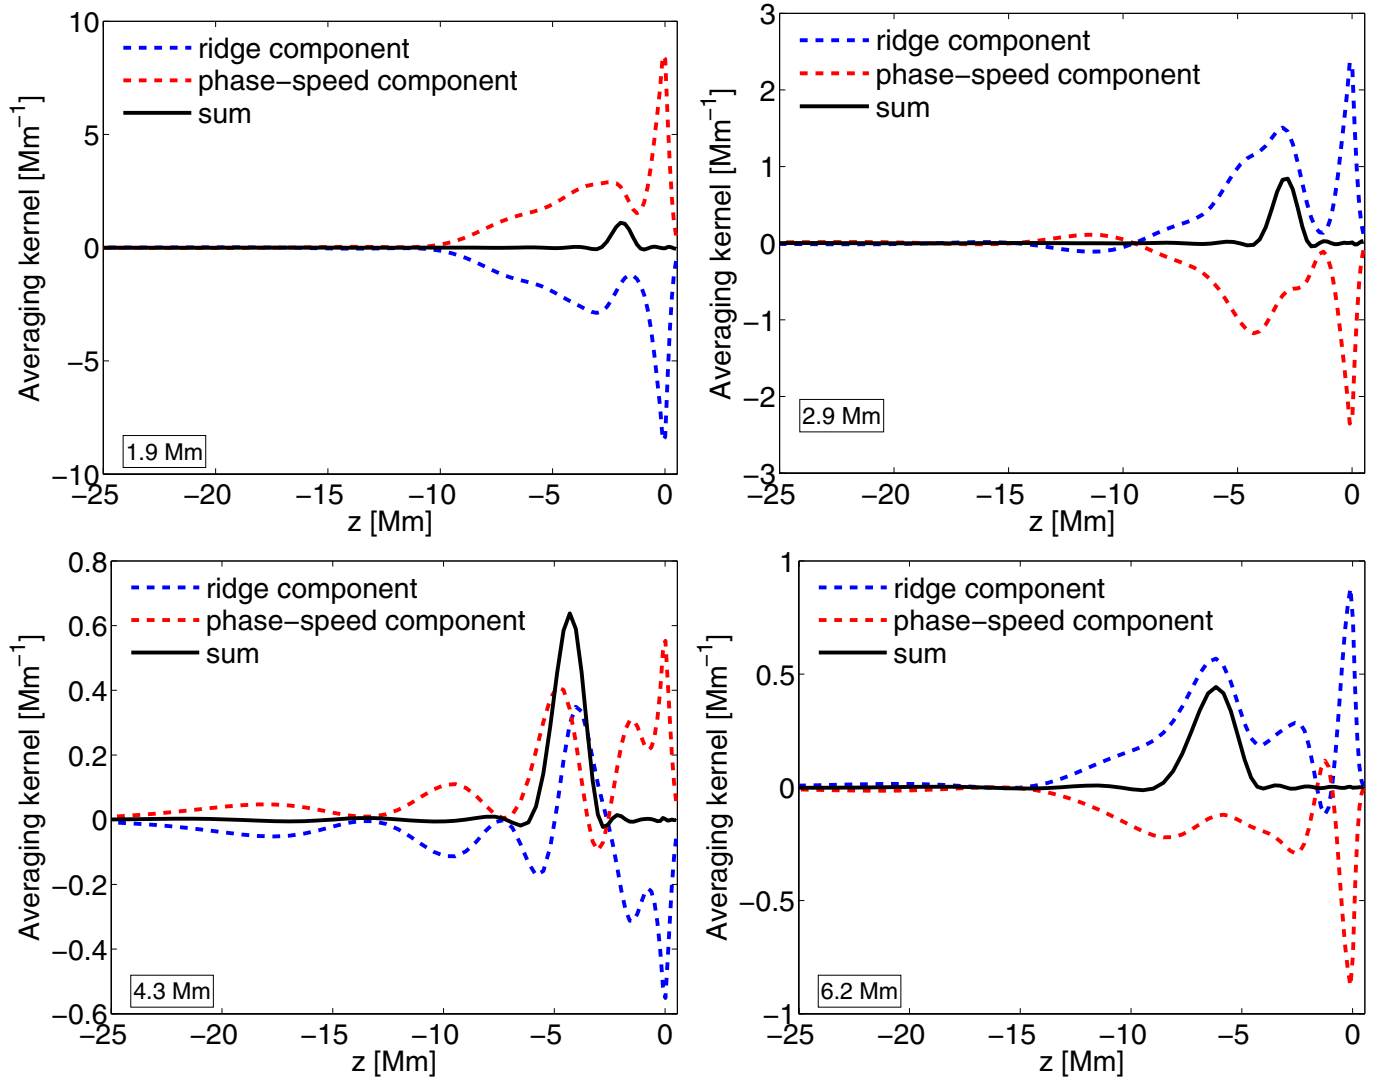 10
5
0
−5
−10
Averaging kernel [Mm−1]
ridge component
phase−speed component
sum
1.9 Mm
−25 −20 −15 −10 −5 0
z [Mm]
3
2
1
0
−1
−2
−3
Averaging kernel [Mm−1]
ridge component
phase−speed component
sum
2.9 Mm
−25 −20 −15 −10 −5 0
z [Mm]
0.8
0.6
0.4
0.2
0
−0.2
−0.4
−0.6
Averaging kernel [Mm−1]
ridge component
phase−speed component
sum
4.3 Mm
−25 −20 −15 −10 −5 0
z [Mm]
1
0.5
0
−0.5
−1
Averaging kernel [Mm−1]
ridge component
phase−speed component
sum
6.2 Mm
−25 −20 −15 −10 −5 0
z [Mm]